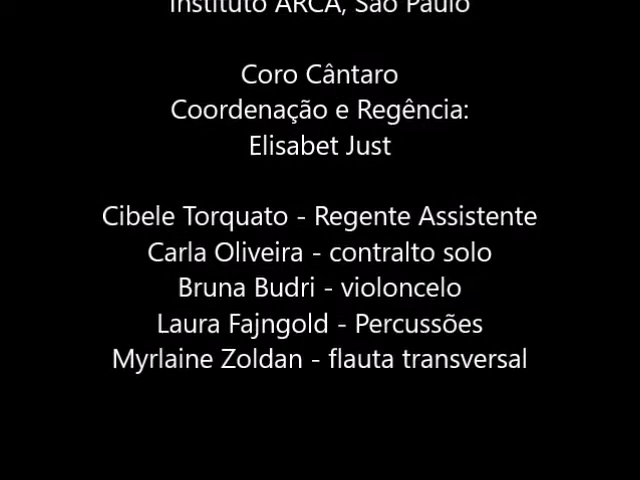 Instituto ARCA, São Paulo
Coro Cântaro
Coordenação e Regência:
Elisabet Just
Cibele Torquato - Regente Assistente
Carla Oliveira - contralto solo
Bruna Budri - violoncelo
Laura Fajngold - Percussões
Myrlaine Zoldan - flauta transversal